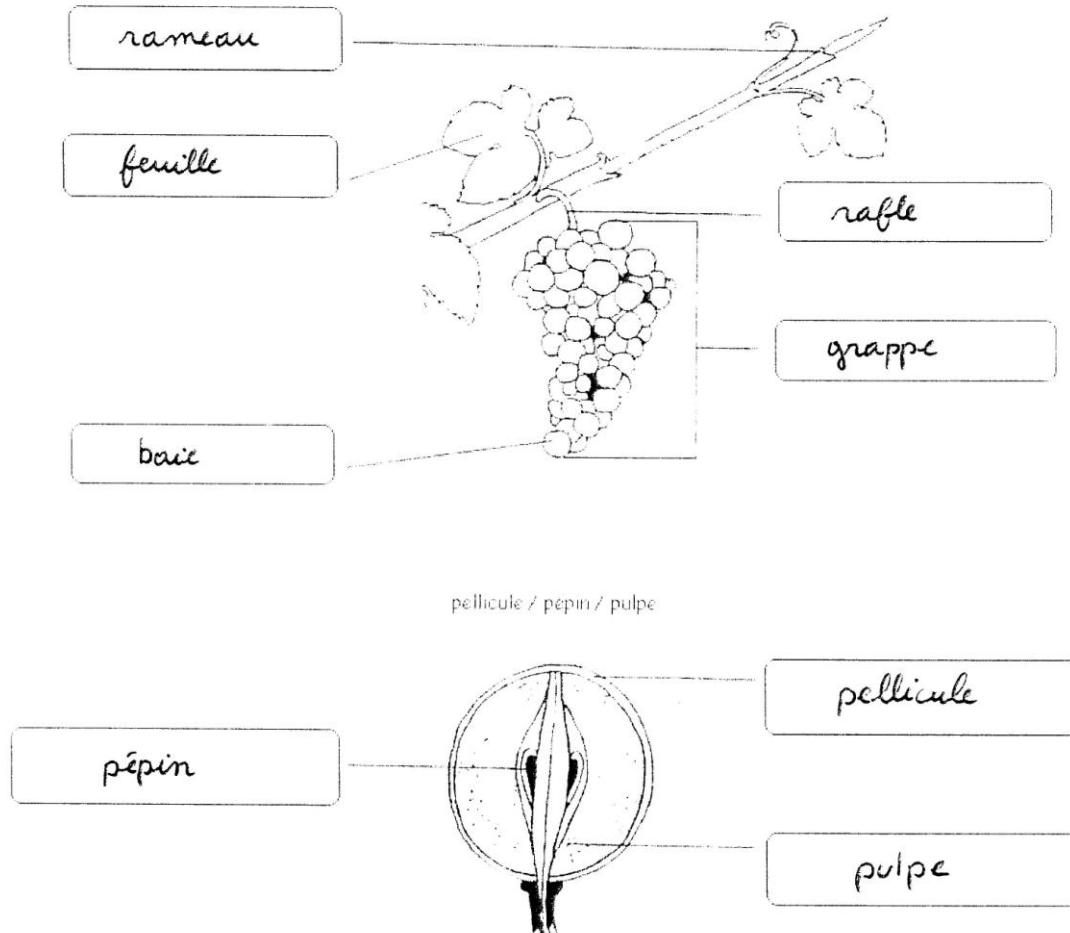 rameau
feuille
rafle
grappe
baie
pellicule / pépin / pulpe
pellicule
pépin
pulpe